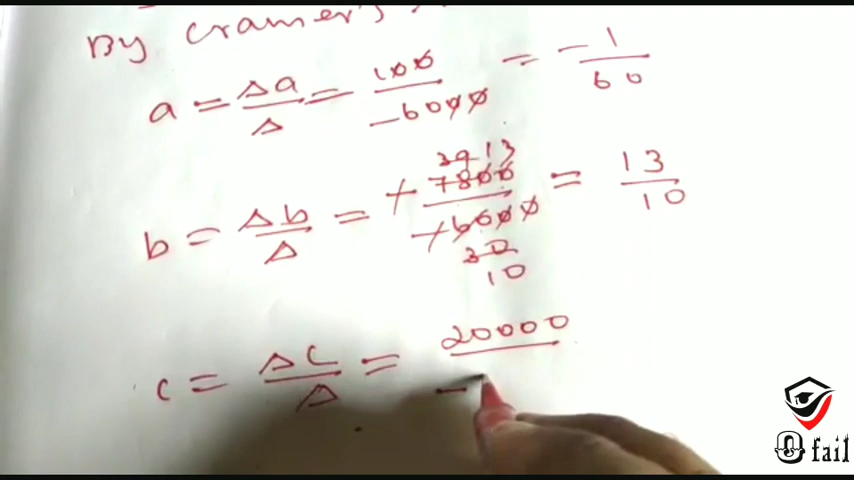 By Cramer's
a = Δa/Δ = 100/-6000 = -1/60
b = Δb/Δ = -7800/-6000 = 13/10
39 13
30
10
c = Δc/Δ = 20000/-
0 fail